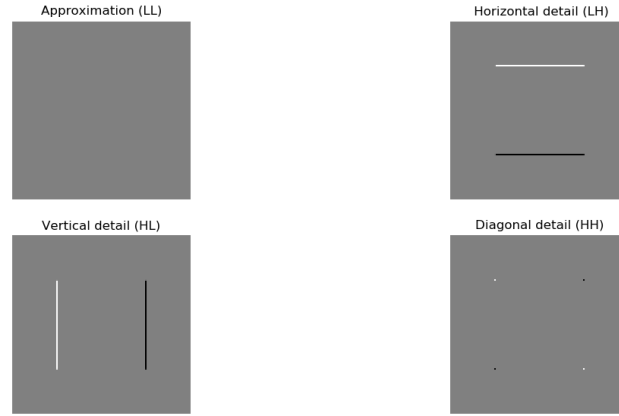 Approximation (LL)
Horizontal detail (LH)
Vertical detail (HL)
Diagonal detail (HH)